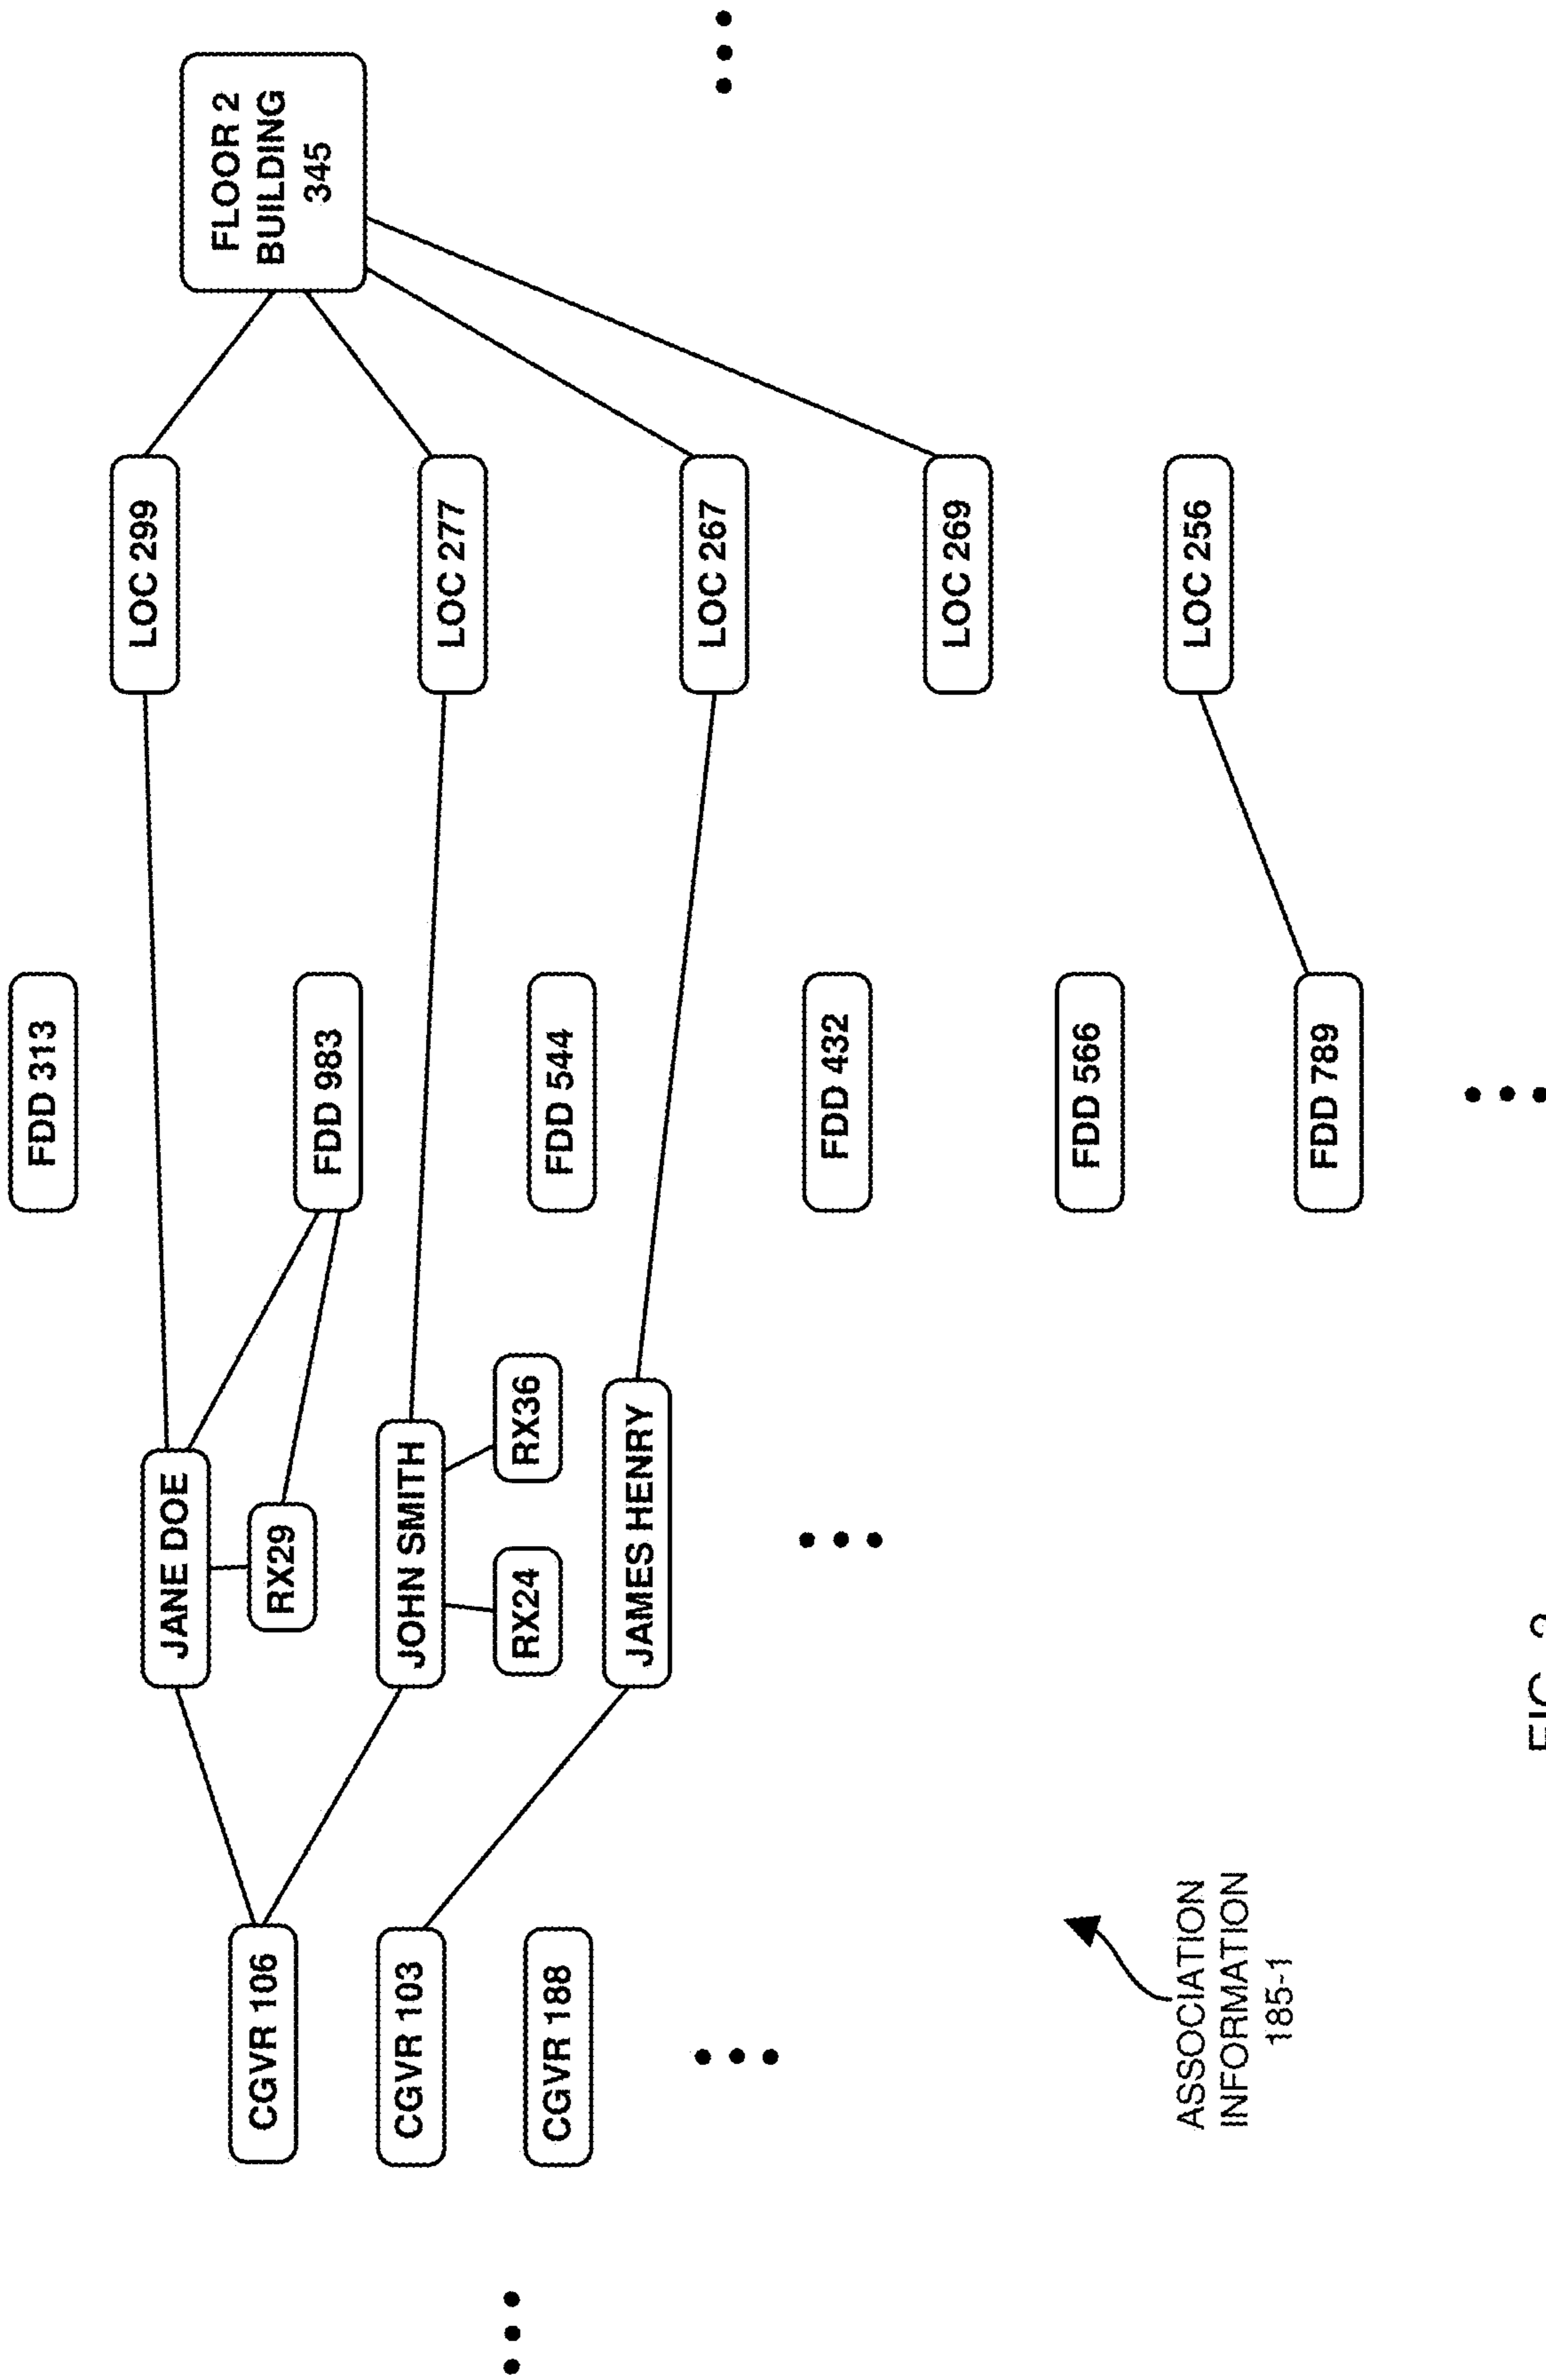 FDD 313
LOC 299
JANE DOE
FLOOR 2
BUILDING
345
CGVR 106
RX29
FDD 983
CGVR 103
JOHN SMITH
LOC 277
RX24
RX36
CGVR 188
FDD 544
JAMES HENRY
LOC 267
FDD 432
LOC 269
FDD 566
LOC 256
ASSOCIATION
INFORMATION
185-1
FDD 789
FIG.